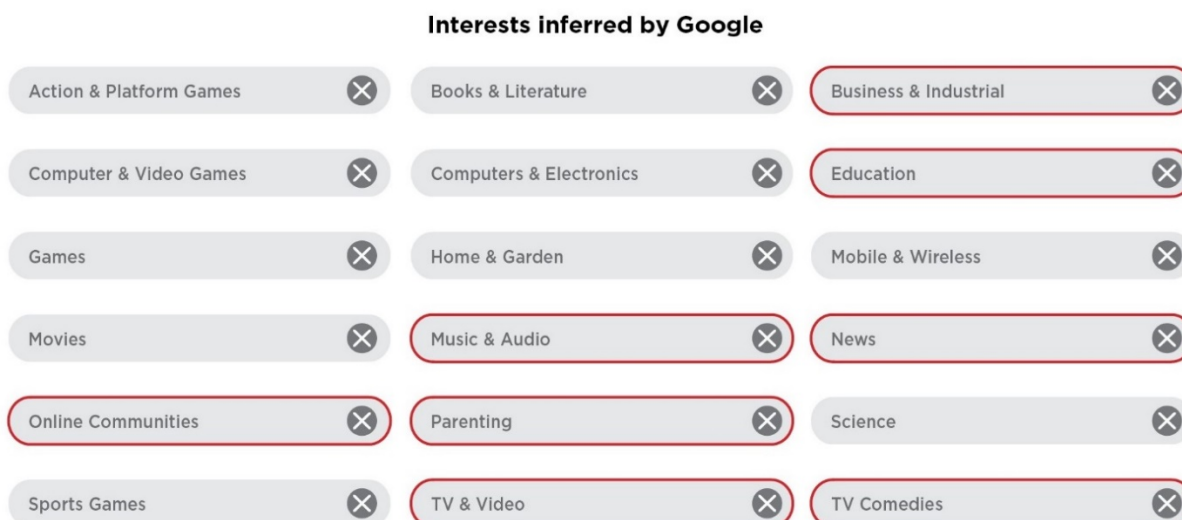 Interests inferred by Google
Action & Platform Games
Books & Literature
Business & Industrial
Computer & Video Games
Computers & Electronics
Education
Games
Home & Garden
Mobile & Wireless
Movies
Music & Audio
News
Online Communities
Parenting
Science
Sports Games
TV & Video
TV Comedies